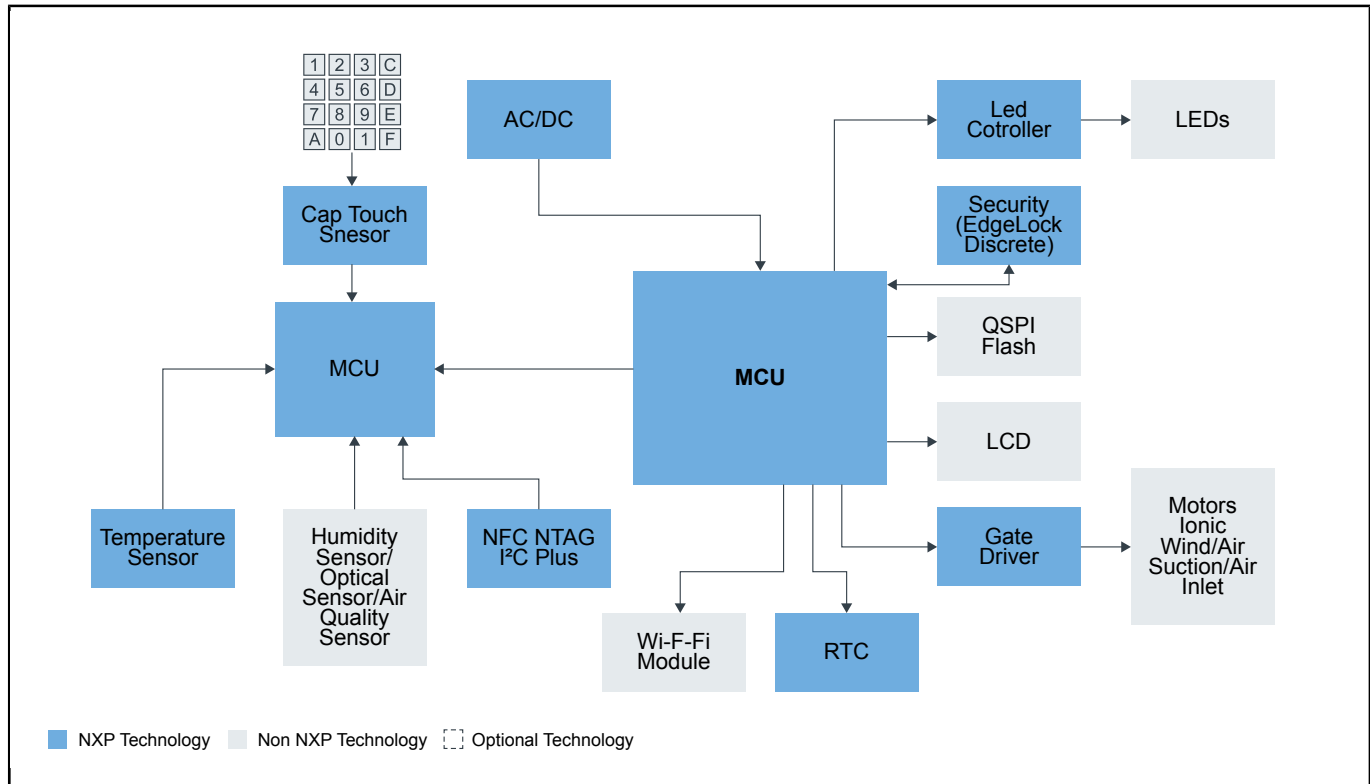 1 2 3 C
4 5 6 D
7 8 9 E
A 0 1 F
AC/DC
Led
Cotroller
LEDs
Cap Touch
Snesor
Security
(EdgeLock
Discrete)
MCU
MCU
QSPI
Flash
LCD
Temperature
Sensor
Humidity
Sensor/
Optical
Sensor/Air
Quality
Sensor
NFC NTAG
I²C Plus
Gate
Driver
Motors
Ionic
Wind/Air
Suction/Air
Inlet
Wi-F-Fi
Module
RTC
NXP Technology
Non NXP Technology
Optional Technology